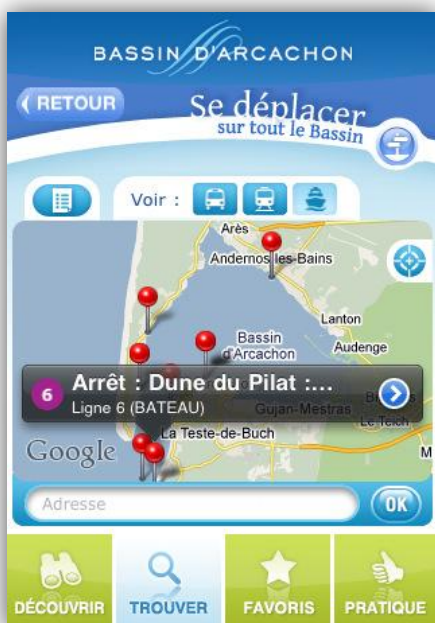 BASSIN D'ARCACHON
RETOUR
Se déplacer
sur tout le Bassin
Voir :
Arès
Andernos-les-Bains
Lanton
Bassin
d'Arcachon
Audenge
6 Arrêt : Dune du Pilat :...
Ligne 6 (BATEAU)
Gujan-Mestras
Le Teich
La Teste-de-Buch
Google
M
Adresse
OK
DÉCOUVRIR TROUVER FAVORIS PRATIQUE